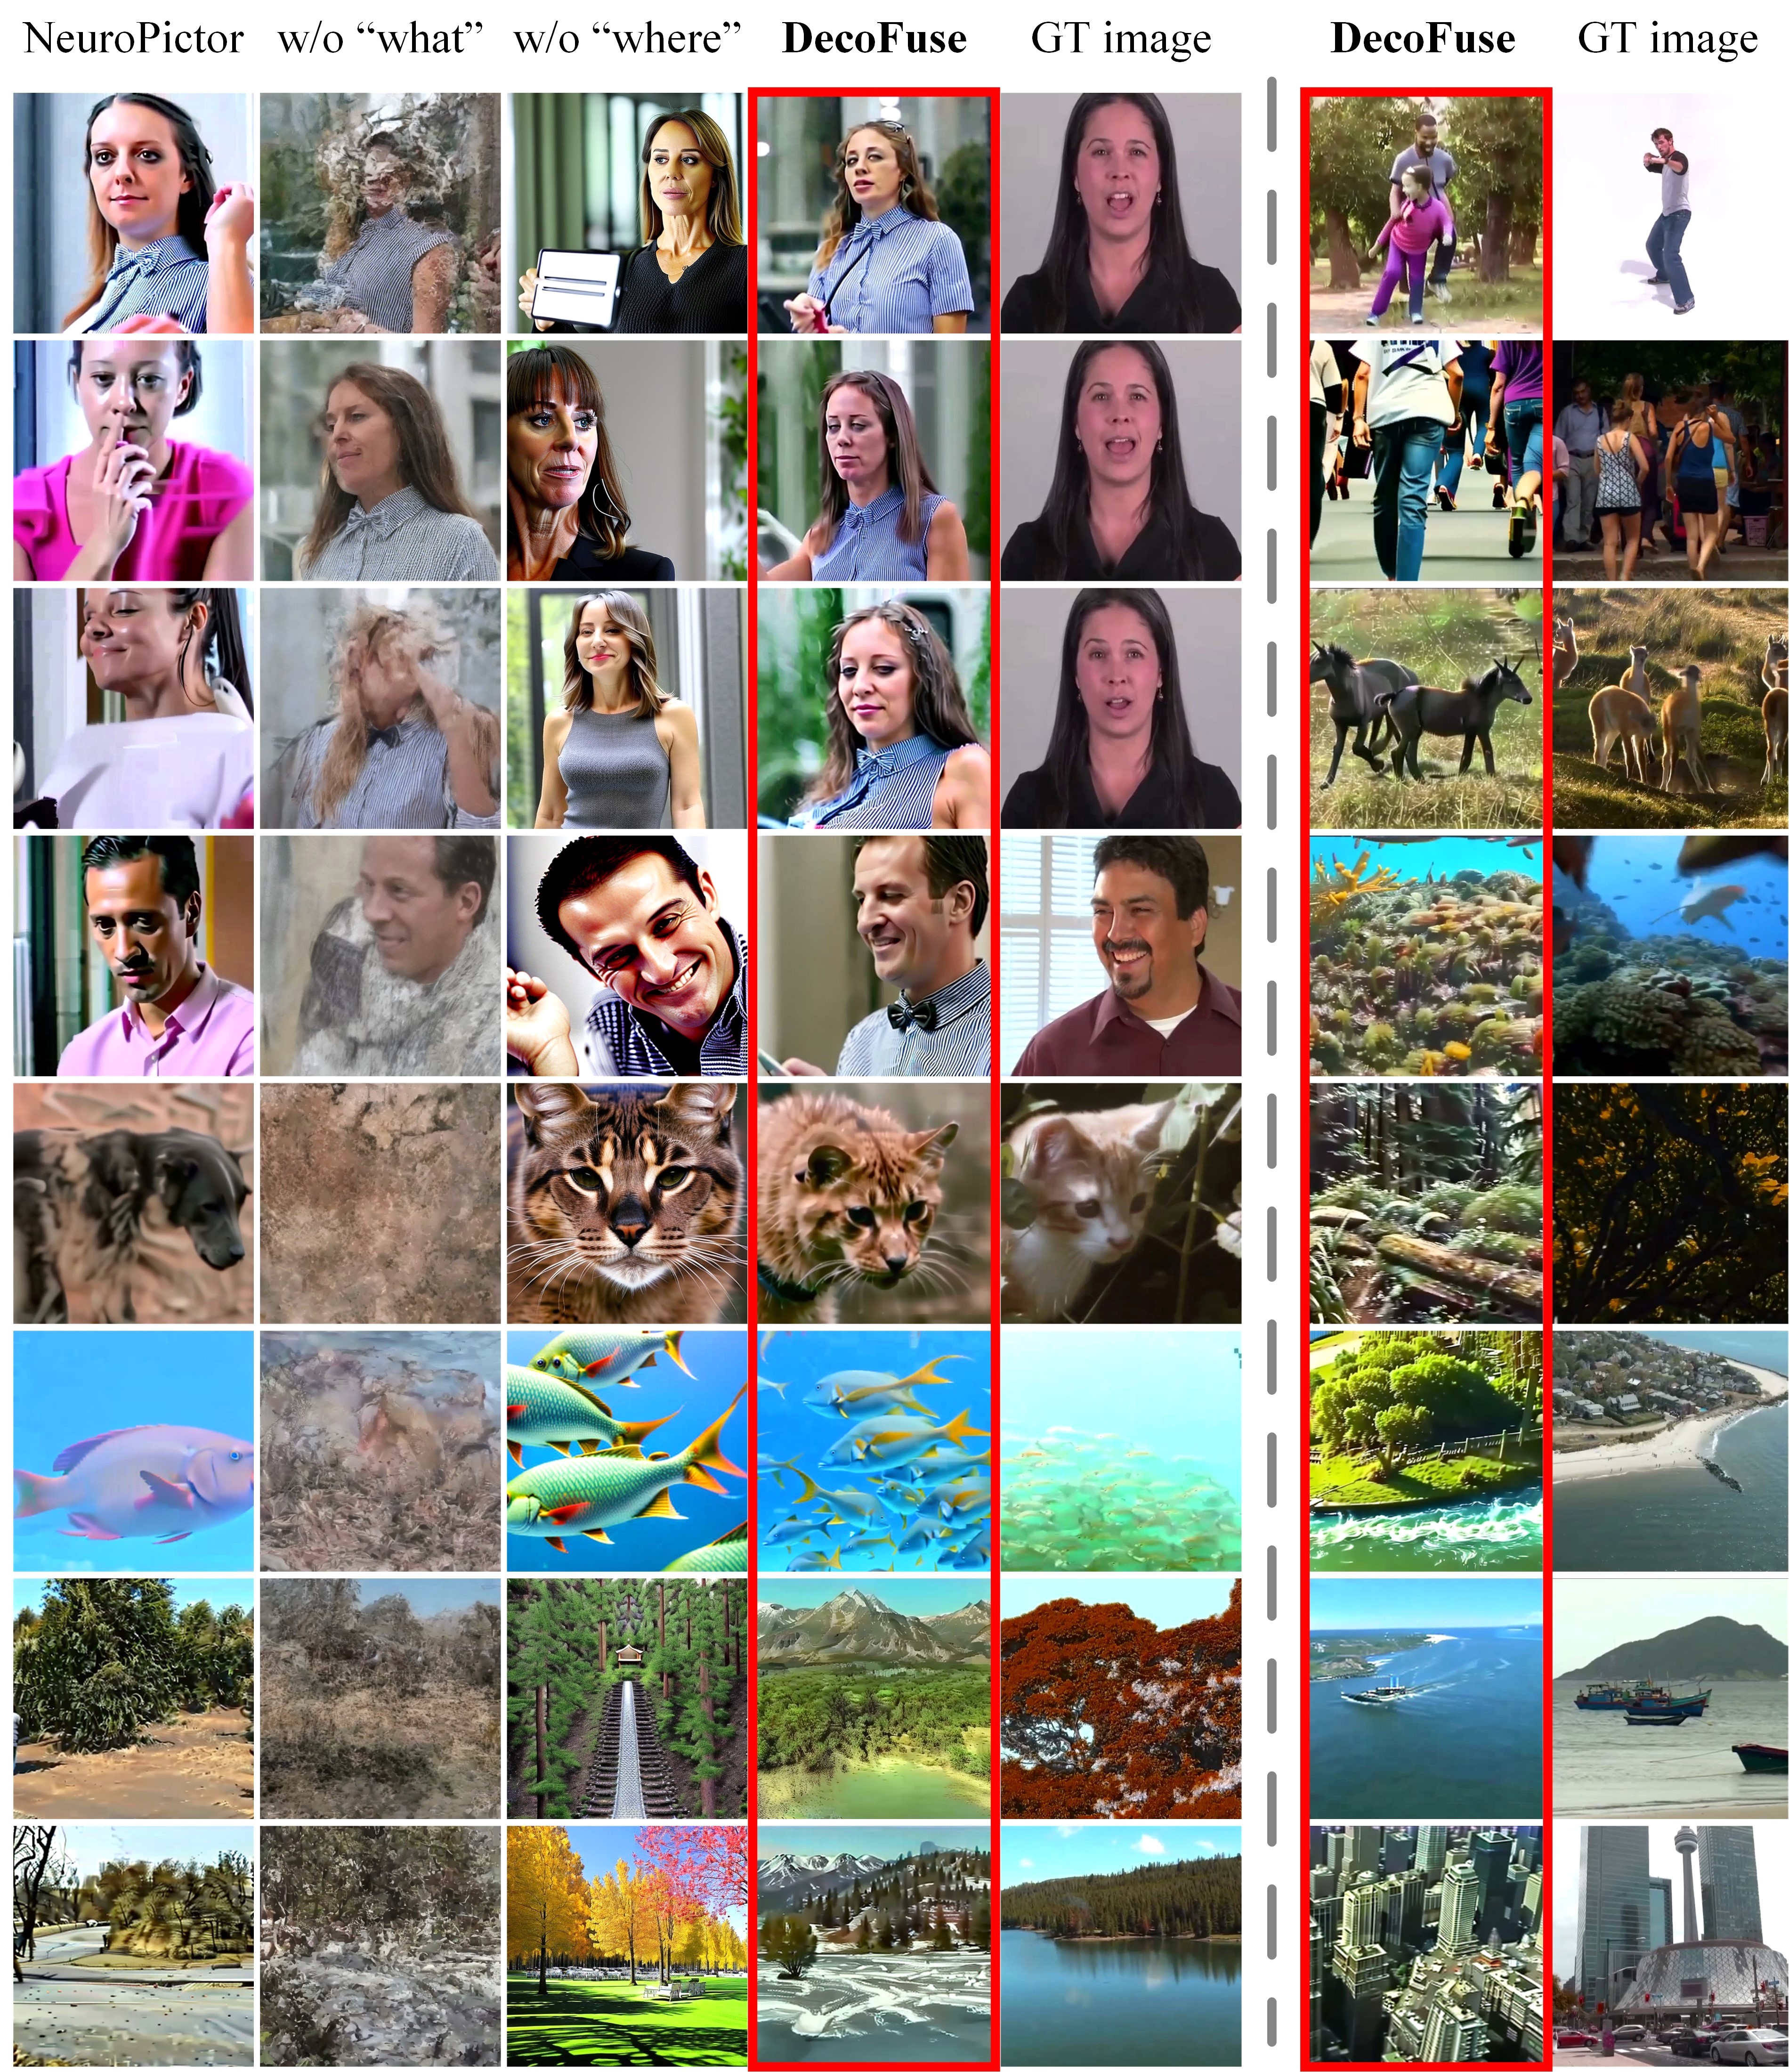 NeuroPictor w/o “what” w/o “where” DecoFuse GT image DecoFuse GT image